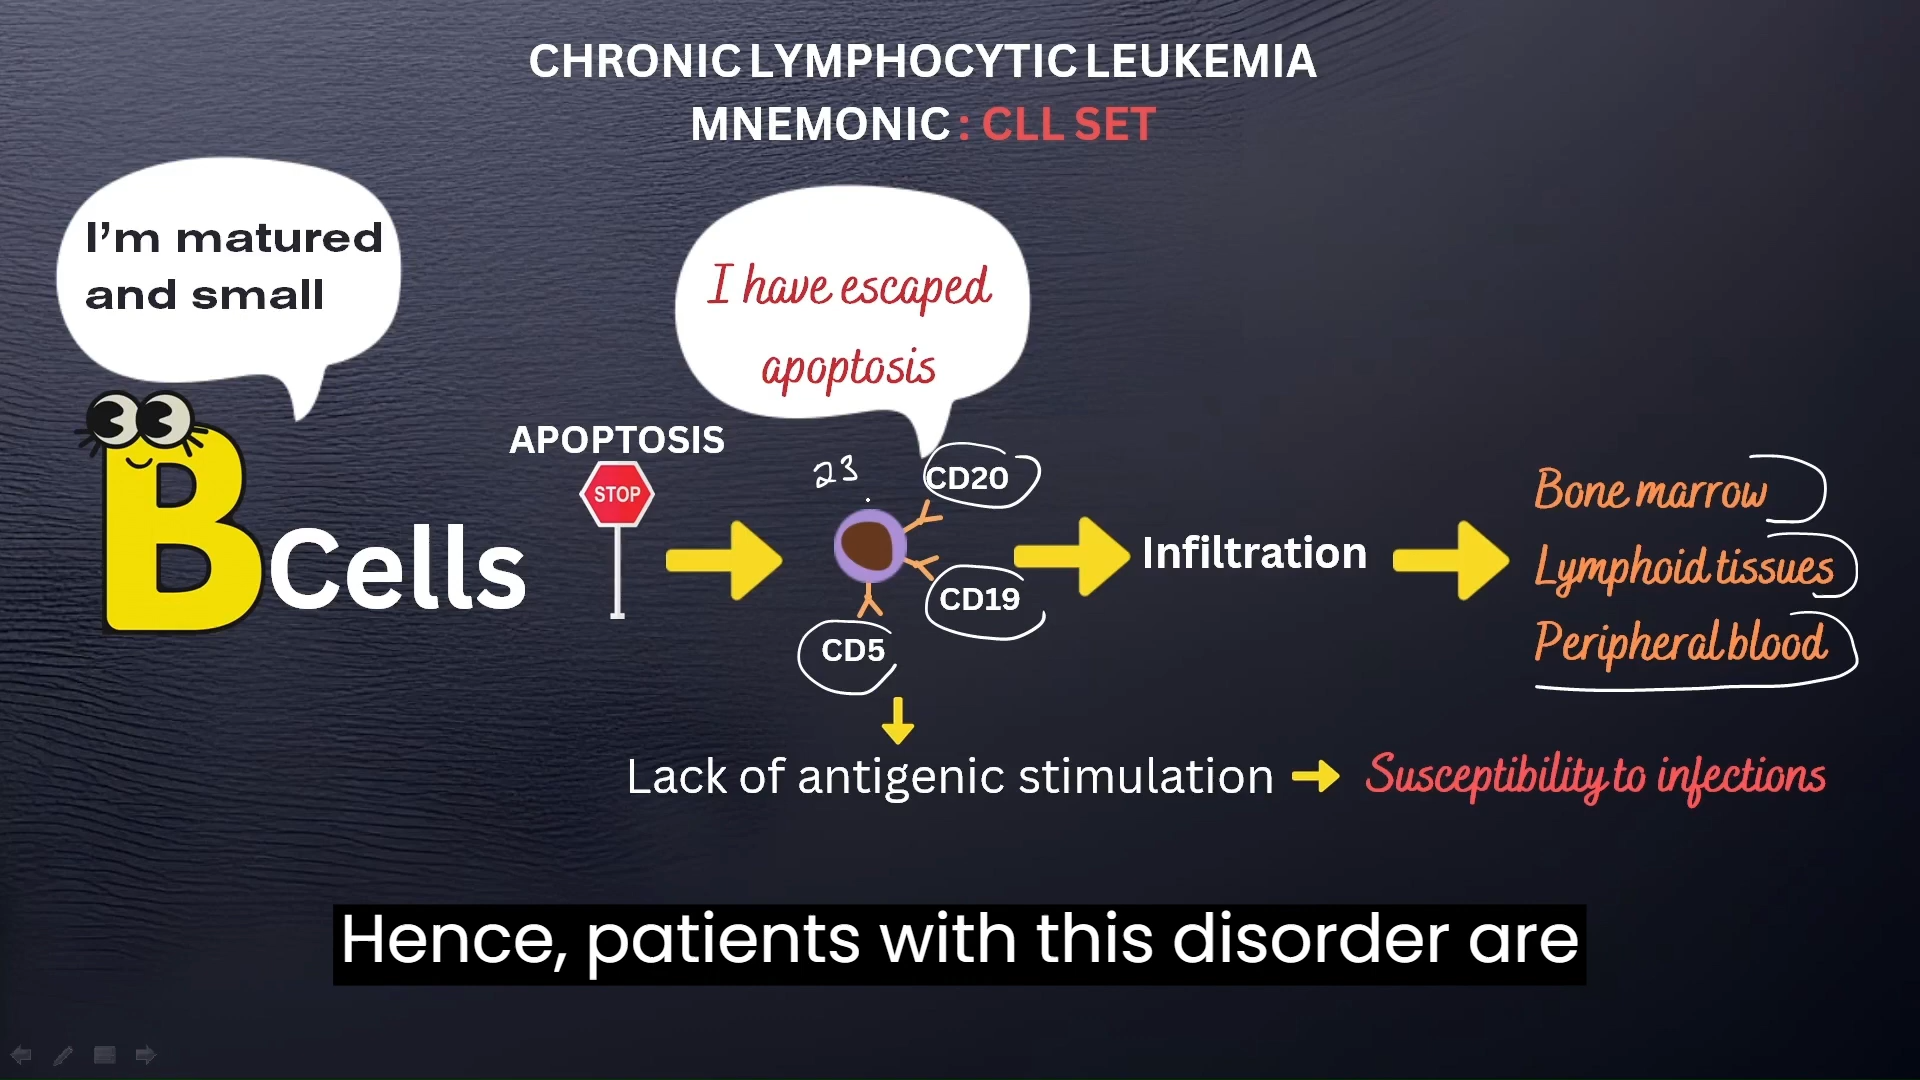 CHRONIC LYMPHOCYTIC LEUKEMIA
MNEMONIC : CLL SET
I'm matured
and small
I have escaped
apoptosis
APOPTOSIS
STOP
B Cells
23
CD20
CD19
CD5
Infiltration
Bone marrow
Lymphoid tissues
Peripheral blood
Lack of antigenic stimulation
Susceptibility to infections
Hence, patients with this disorder are